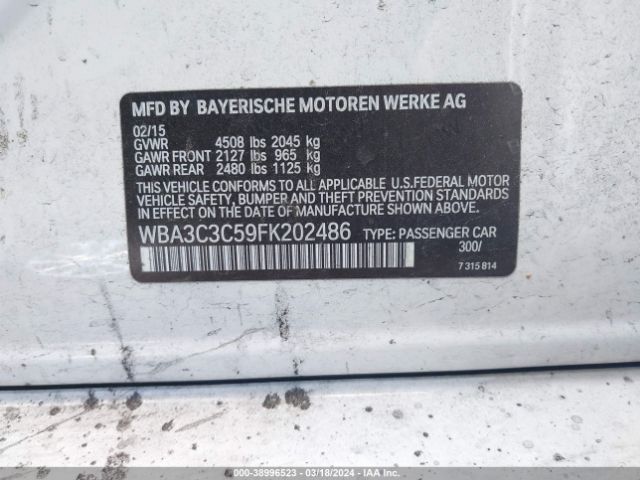 MFD BY BAYERISCHE MOTOREN WERKE AG
02/15
GVWR 4508 lbs 2045 kg
GAWR FRONT 2127 lbs 965 kg
GAWR REAR 2480 lbs 1125 kg
THIS VEHICLE CONFORMS TO ALL APPLICABLE U.S.FEDERAL MOTOR
VEHICLE SAFETY, BUMPER AND THEFT PREVENTION STANDARDS
IN EFFECT ON THE DATE OF MANUFACTURE SHOWN ABOVE.
WBA3C3C59FK202486 TYPE: PASSENGER CAR
300/
7 315 814
000-38996523 — 03/18/2024 — IAA Inc.